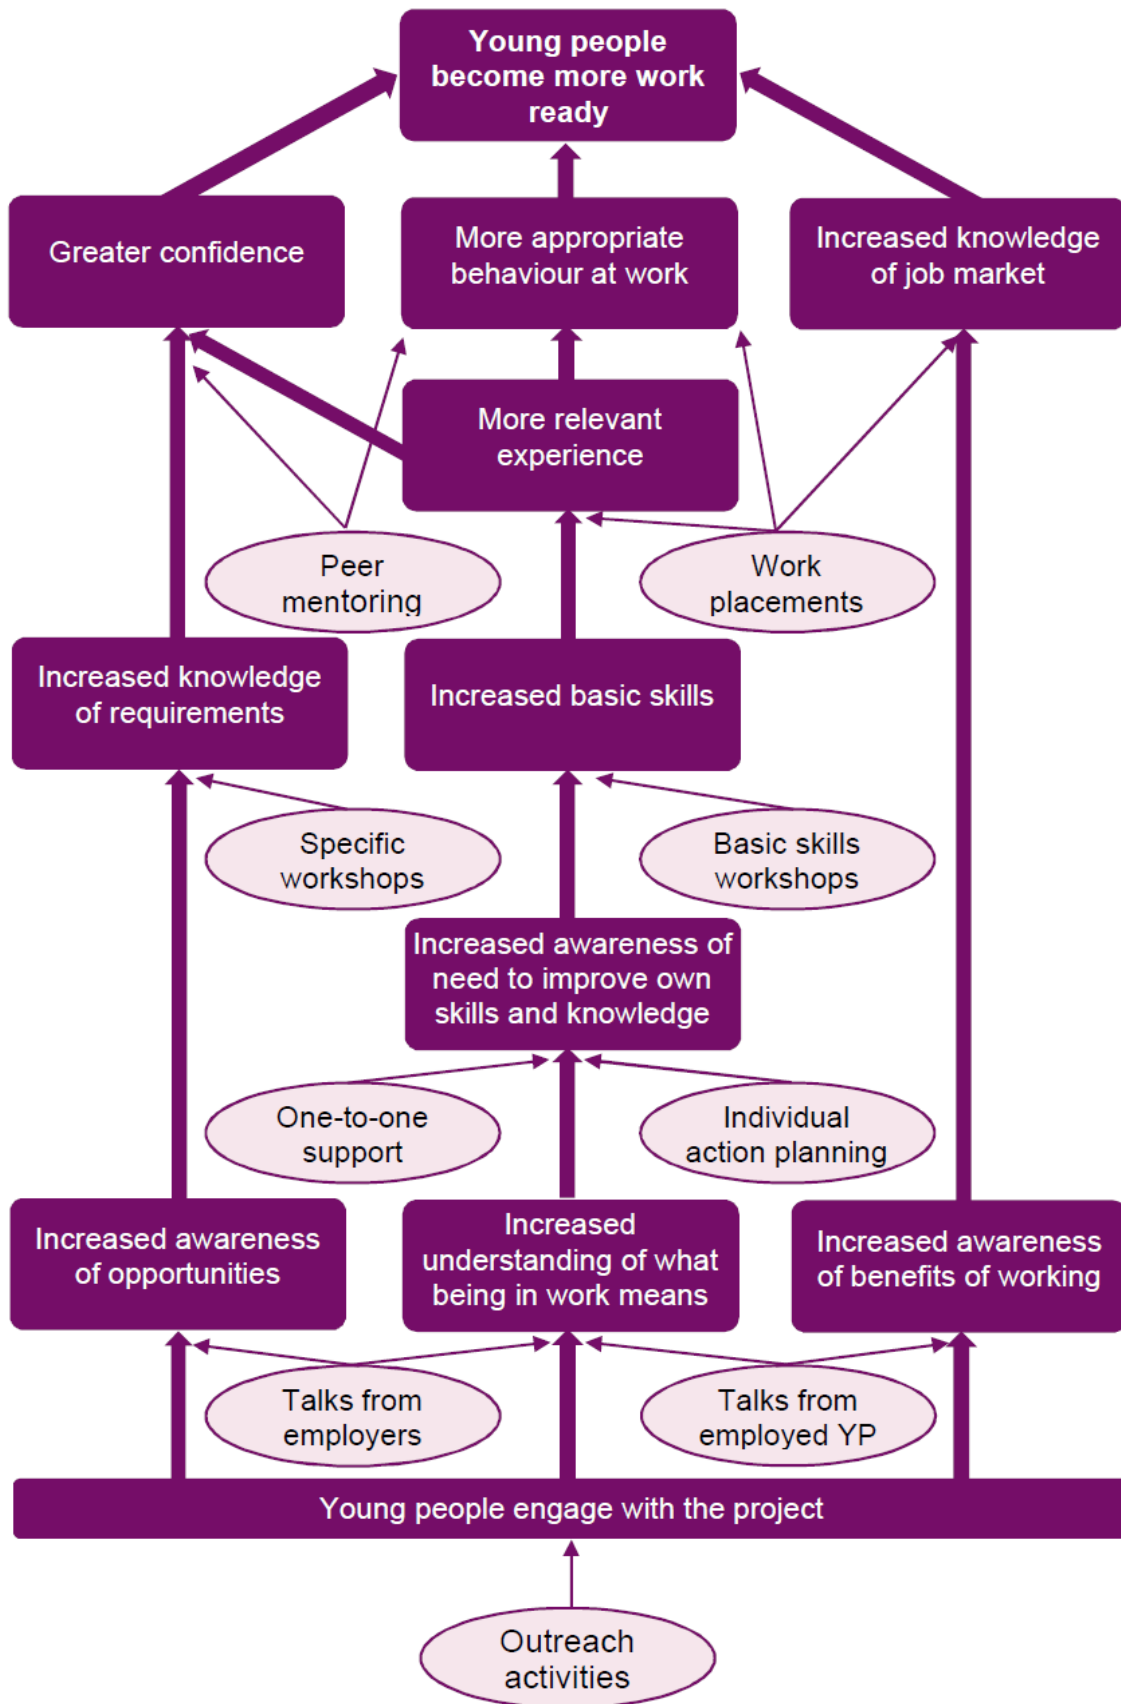 Young people
become more work
ready
Greater confidence
More appropriate
behaviour at work
Increased knowledge
of job market
More relevant
experience
Peer
mentoring
Work
placements
Increased knowledge
of requirements
Increased basic skills
Specific
workshops
Basic skills
workshops
Increased awareness of
need to improve own
skills and knowledge
One-to-one
support
Individual
action planning
Increased awareness
of opportunities
Increased
understanding of what
being in work means
Increased awareness
of benefits of working
Talks from
employers
Talks from
employed YP
Young people engage with the project
Outreach
activities